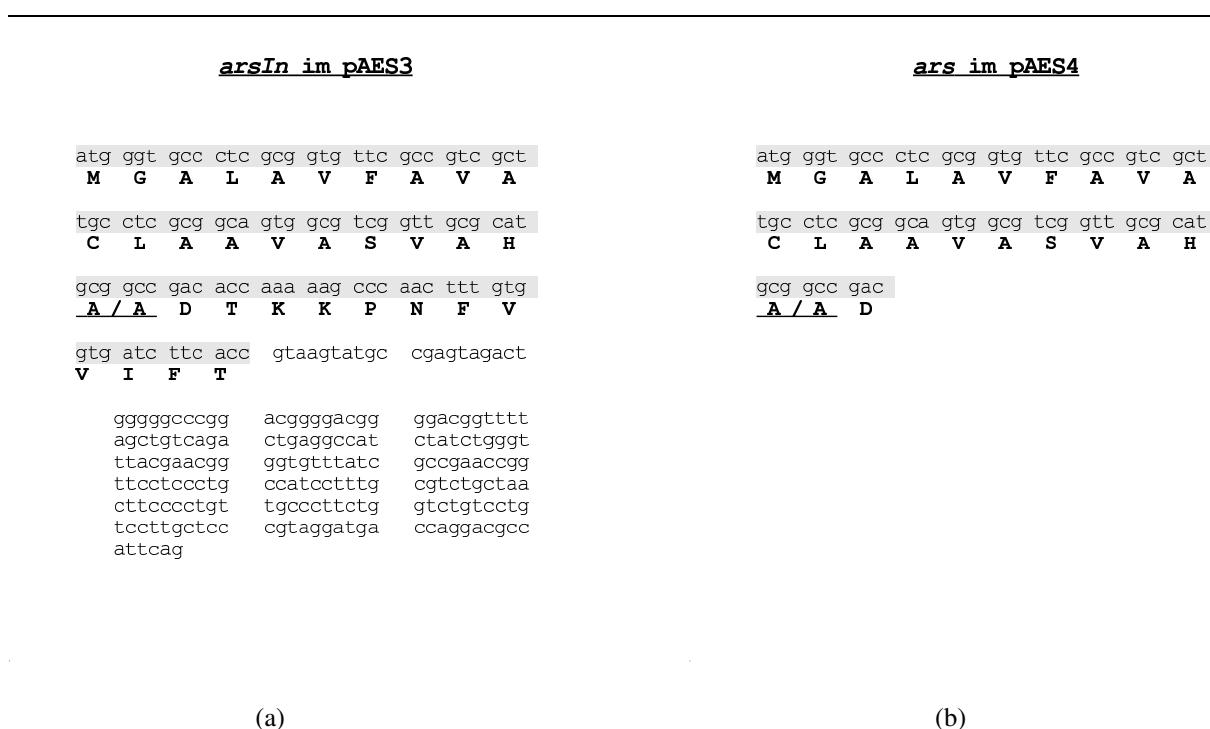 arsIn im pAES3
atg ggt gcc ctc gcg gtg ttc gcc gtc gct
M G A L A V F A V A
tgc ctc gcg gca gtg gcg tcg gtt gcg cat
C L A A V A S V A H
gcg gcc gac acc aaa aag ccc aac ttt gtg
A / A D T K K P N F V
gtg atc ttc acc gtaagtatgc cgagtagact
V I F T
gggggcccgg acggggacgg ggacggtttt
agctgtcaga ctgaggccat ctatctgggt
ttacgaacgg ggtgtttatc gccgaaccgg
ttcctccctg ccatcctttg cgtctgctaa
cttcccctgt tgcccttctg gtctgtcctg
tccttgctcc cgtaggatga ccaggacgcc
attcag
(a)
ars im pAES4
atg ggt gcc ctc gcg gtg ttc gcc gtc gct
M G A L A V F A V A
tgc ctc gcg gca gtg gcg tcg gtt gcg cat
C L A A V A S V A H
gcg gcc gac
A / A D
(b)